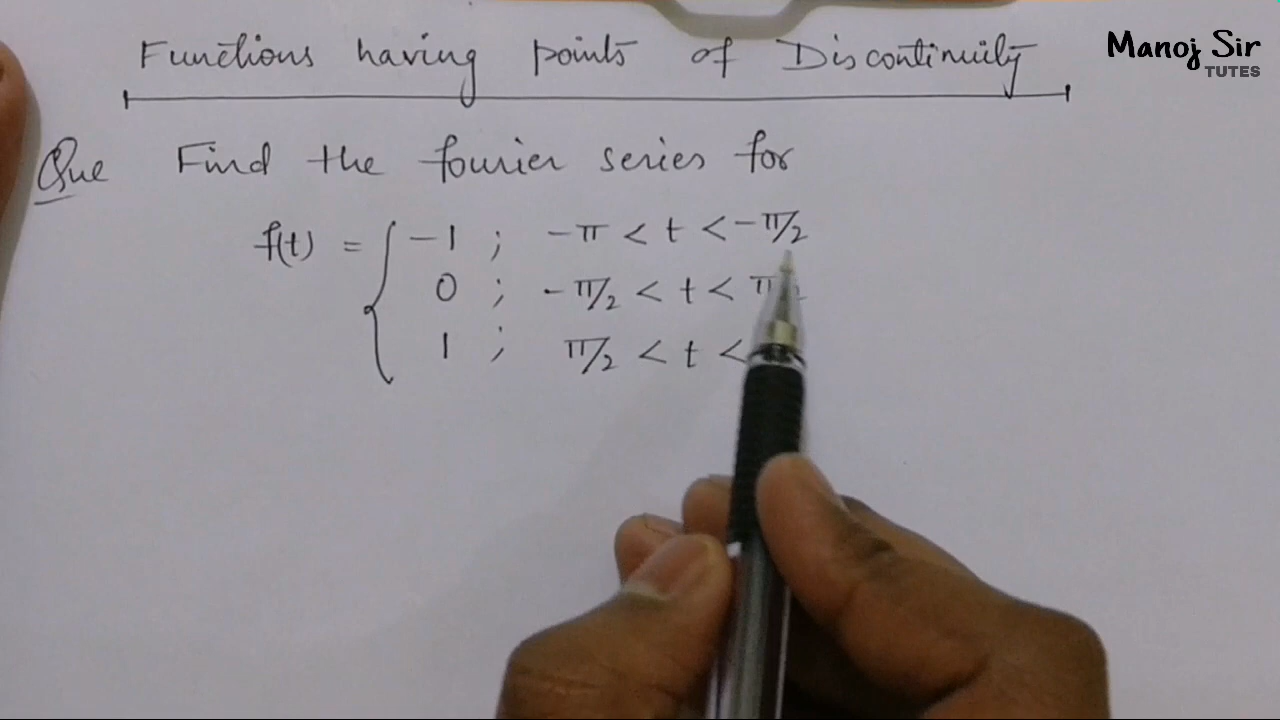 Functions having points of Discontinuity
Manoj Sir
TUTES
Que Find the fourier series for
f(t) = { -1 ; -π < t < -π/2
0 ; -π/2 < t < π/2
1 ; π/2 < t <